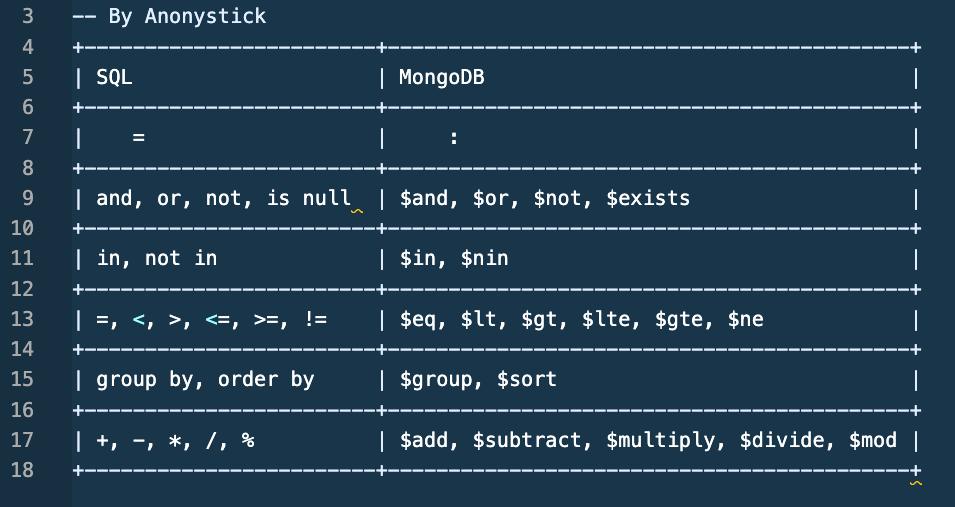 3 -- By Anonystick
4 +------------------------+-------------------------------------------+
5 | SQL | MongoDB |
6 +------------------------+-------------------------------------------+
7 | = | : |
8 +------------------------+-------------------------------------------+
9 | and, or, not, is null | $and, $or, $not, $exists |
10 +------------------------+-------------------------------------------+
11 | in, not in | $in, $nin |
12 +------------------------+-------------------------------------------+
13 | =, <, >, <=, >=, != | $eq, $lt, $gt, $lte, $gte, $ne |
14 +------------------------+-------------------------------------------+
15 | group by, order by | $group, $sort |
16 +------------------------+-------------------------------------------+
17 | +, -, *, /, % | $add, $subtract, $multiply, $divide, $mod |
18 +------------------------+-------------------------------------------+